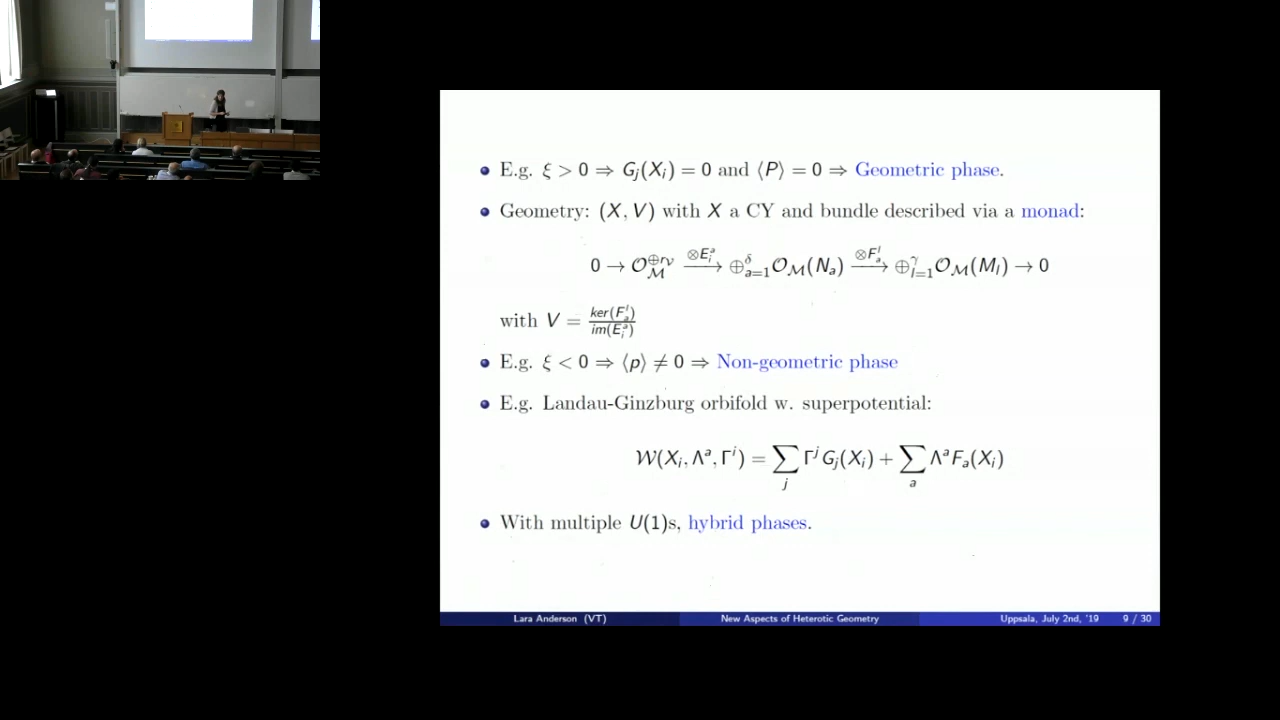 E.g. ξ > 0 ⇒ G_j(X_i) = 0 and ⟨P⟩ = 0 ⇒ Geometric phase.
Geometry: (X, V) with X a CY and bundle described via a monad:
0 → 𝒪_ℳ^{⊕r_𝒱} —⊗E_i^a→ ⊕_{a=1}^δ 𝒪_ℳ(N_a) —⊗F_a^l→ ⊕_{l=1}^γ 𝒪_ℳ(M_l) → 0
with V = ker(F_a^l) / im(E_i^a)
E.g. ξ < 0 ⇒ ⟨p⟩ ≠ 0 ⇒ Non-geometric phase
E.g. Landau-Ginzburg orbifold w. superpotential:
𝒲(X_i, Λ^a, Γ^i) = ∑_j Γ^j G_j(X_i) + ∑_a Λ^a F_a(X_i)
With multiple U(1)s, hybrid phases.
Lara Anderson (VT) New Aspects of Heterotic Geometry Uppsala, July 2nd, '19 9 / 30